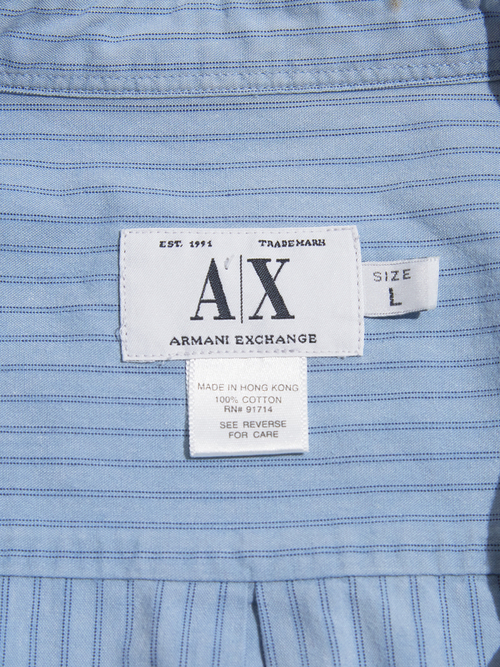 EST. 1991 TRADEMARK
A|X
ARMANI EXCHANGE
SIZE
L
MADE IN HONG KONG
100% COTTON
RN# 91714
SEE REVERSE
FOR CARE